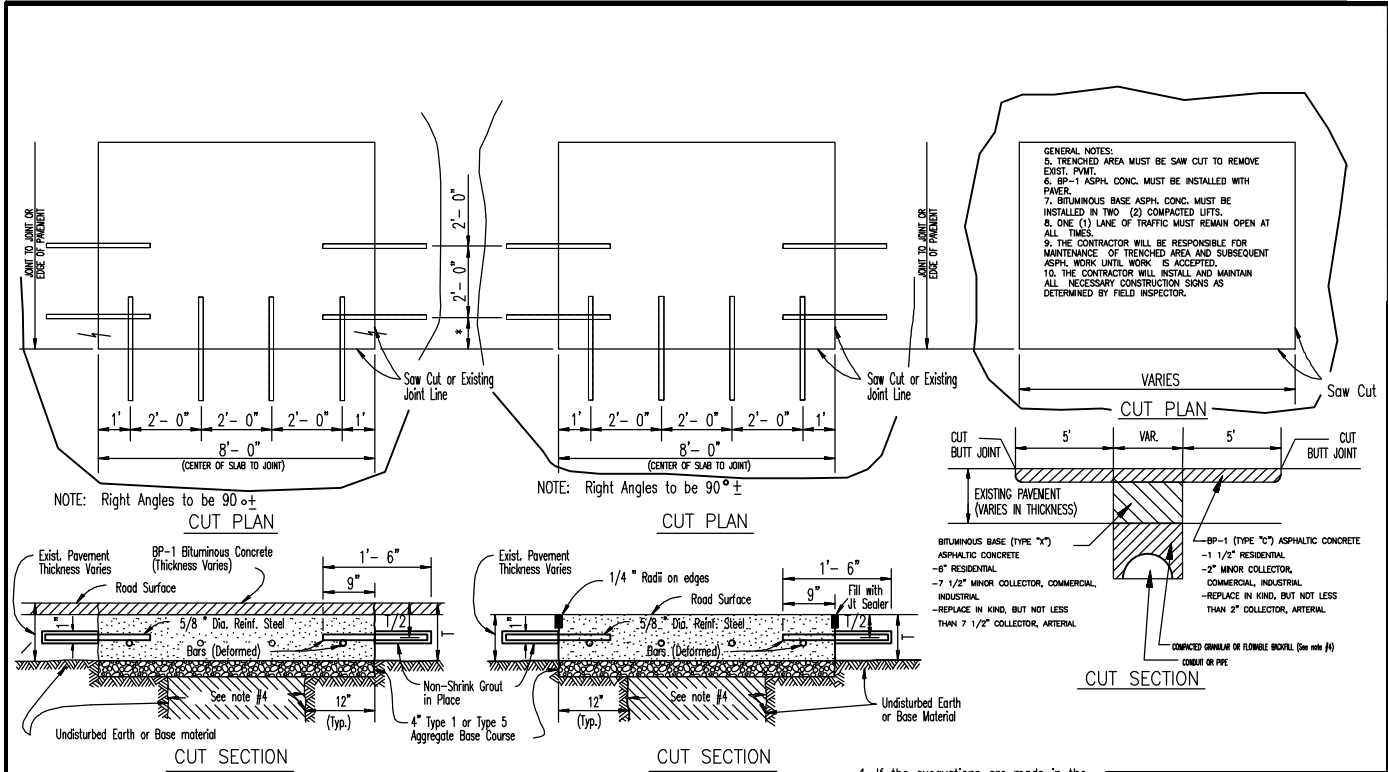 JOINT TO JOINT OR
EDGE OF PAVEMENT
2'- 0"
2'- 0"
*
Saw Cut or Existing
Joint Line
1'
2'- 0"
2'- 0"
2'- 0"
1'
8'- 0"
(CENTER OF SLAB TO JOINT)
NOTE: Right Angles to be 90°±
CUT PLAN
Saw Cut or Existing
Joint Line
1'
2'- 0"
2'- 0"
2'- 0"
1'
8'- 0"
(CENTER OF SLAB TO JOINT)
NOTE: Right Angles to be 90°±
CUT PLAN
JOINT TO JOINT OR
EDGE OF PAVEMENT
GENERAL NOTES:
5. TRENCHED AREA MUST BE SAW CUT TO REMOVE
EXIST. PVMT.
6. BP-1 ASPH. CONC. MUST BE INSTALLED WITH
PAVER.
7. BITUMINOUS BASE ASPH. CONC. MUST BE
INSTALLED IN TWO (2) COMPACTED LIFTS.
8. ONE (1) LANE OF TRAFFIC MUST REMAIN OPEN AT
ALL TIMES.
9. THE CONTRACTOR WILL BE RESPONSIBLE FOR
MAINTENANCE OF TRENCHED AREA AND SUBSEQUENT
ASPH. WORK UNTIL WORK IS ACCEPTED.
10. THE CONTRACTOR WILL INSTALL AND MAINTAIN
ALL NECESSARY CONSTRUCTION SIGNS AS
DETERMINED BY FIELD INSPECTOR.
VARIES
Saw Cut
CUT PLAN
CUT
BUTT JOINT
5'
VAR.
5'
CUT
BUTT JOINT
EXISTING PAVEMENT
(VARIES IN THICKNESS)
BITUMINOUS BASE (TYPE "X")
ASPHALTIC CONCRETE
-6" RESIDENTIAL
-7 1/2" MINOR COLLECTOR, COMMERCIAL,
INDUSTRIAL
-REPLACE IN KIND, BUT NOT LESS
THAN 7 1/2" COLLECTOR, ARTERIAL
BP-1 (TYPE "C") ASPHALTIC CONCRETE
-1 1/2" RESIDENTIAL
-2" MINOR COLLECTOR,
COMMERCIAL, INDUSTRIAL
-REPLACE IN KIND, BUT NOT LESS
THAN 2" COLLECTOR, ARTERIAL
COMPACTED GRANULAR OR FLOWABLE BACKFILL (See note #4)
CONDUIT OR PIPE
CUT SECTION
Exist. Pavement
Thickness Varies
BP-1 Bituminous Concrete
(Thickness Varies)
Road Surface
1'- 6"
9"
1"
5/8 " Dia. Reinf. Steel
Bars (Deformed)
T/2
T
See note #4
12"
(Typ.)
Non-Shrink Grout
in Place
4" Type 1 or Type 5
Aggregate Base Course
Undisturbed Earth or Base material
CUT SECTION
Exist. Pavement
Thickness Varies
1/4 " Radii on edges
Road Surface
1'- 6"
9"
Fill with
Jt Sealer
1"
5/8 " Dia. Reinf. Steel
Bars (Deformed)
T/2
T
12"
(Typ.)
See note #4
Undisturbed Earth
or Base Material
CUT SECTION
4. If the excavations are made in the